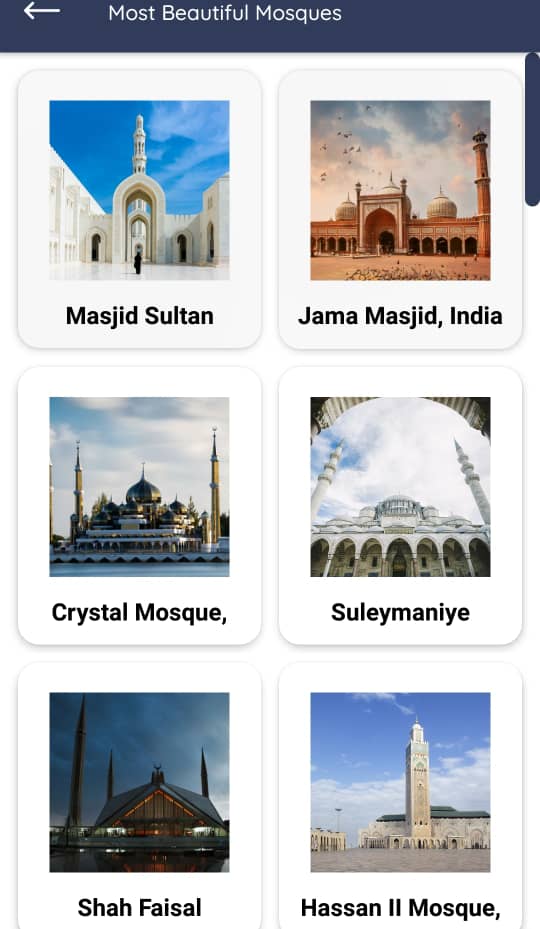 Most Beautiful Mosques
Masjid Sultan
Jama Masjid, India
Crystal Mosque,
Suleymaniye
Shah Faisal
Hassan II Mosque,